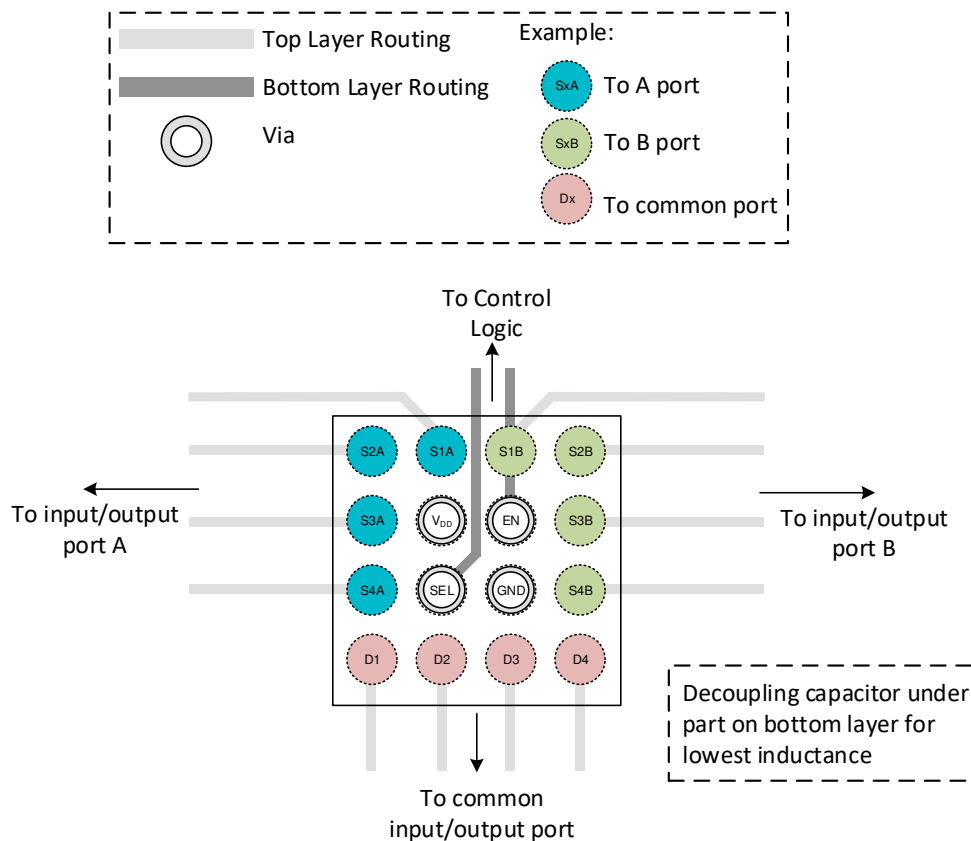 Top Layer Routing
Bottom Layer Routing
Via
Example:
SxA To A port
SxB To B port
Dx To common port
To Control
Logic
To input/output
port A
To input/output
port B
S2A S1A S1B S2B
S3A VDD EN S3B
S4A SEL GND S4B
D1 D2 D3 D4
To common
input/output port
Decoupling capacitor under
part on bottom layer for
lowest inductance